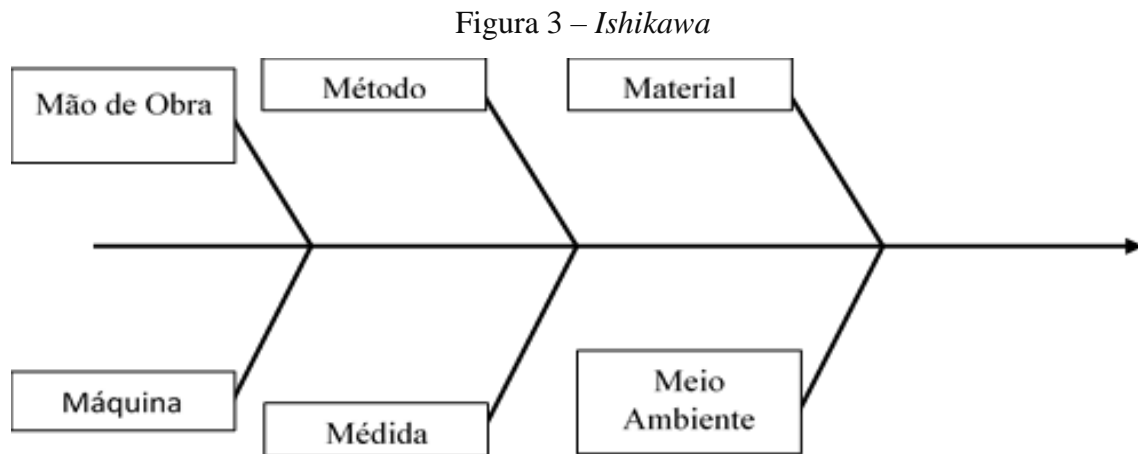 Figura 3 – Ishikawa
Mão de Obra
Método
Material
Máquina
Médida
Meio
Ambiente